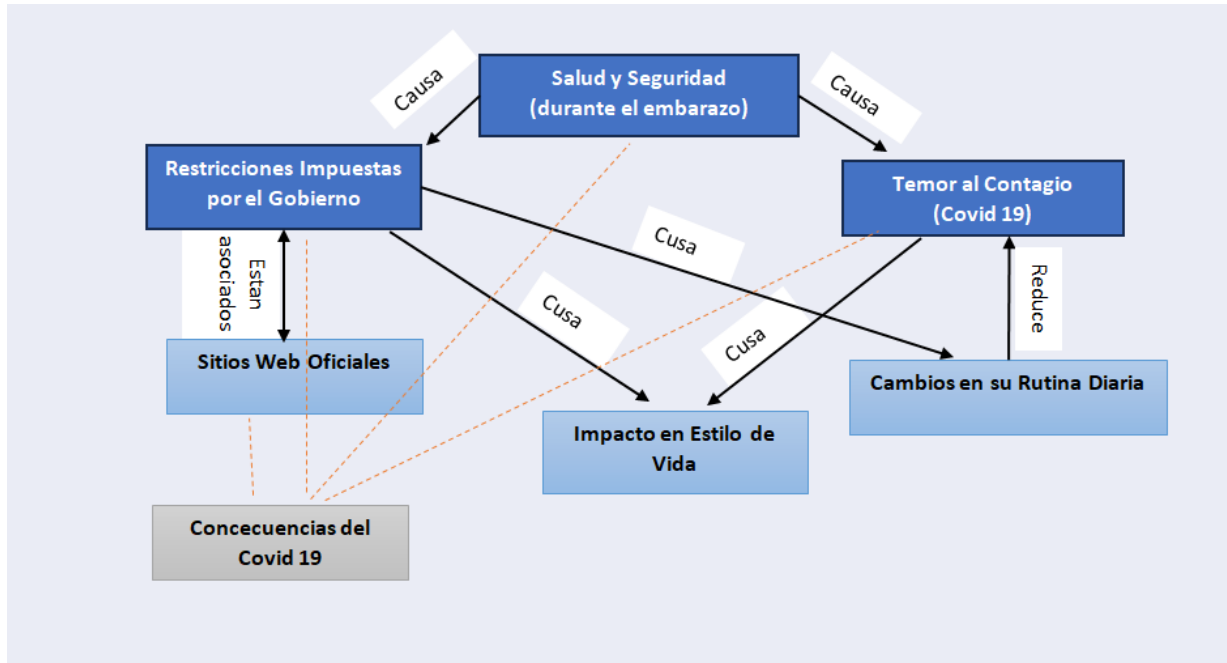 Salud y Seguridad
(durante el embarazo)
Causa
Causa
Restricciones Impuestas
por el Gobierno
Temor al Contagio
(Covid 19)
Estan
asociados
Cusa
Cusa
Cusa
Reduce
Sitios Web Oficiales
Cambios en su Rutina Diaria
Impacto en Estilo de
Vida
Concecuencias del
Covid 19